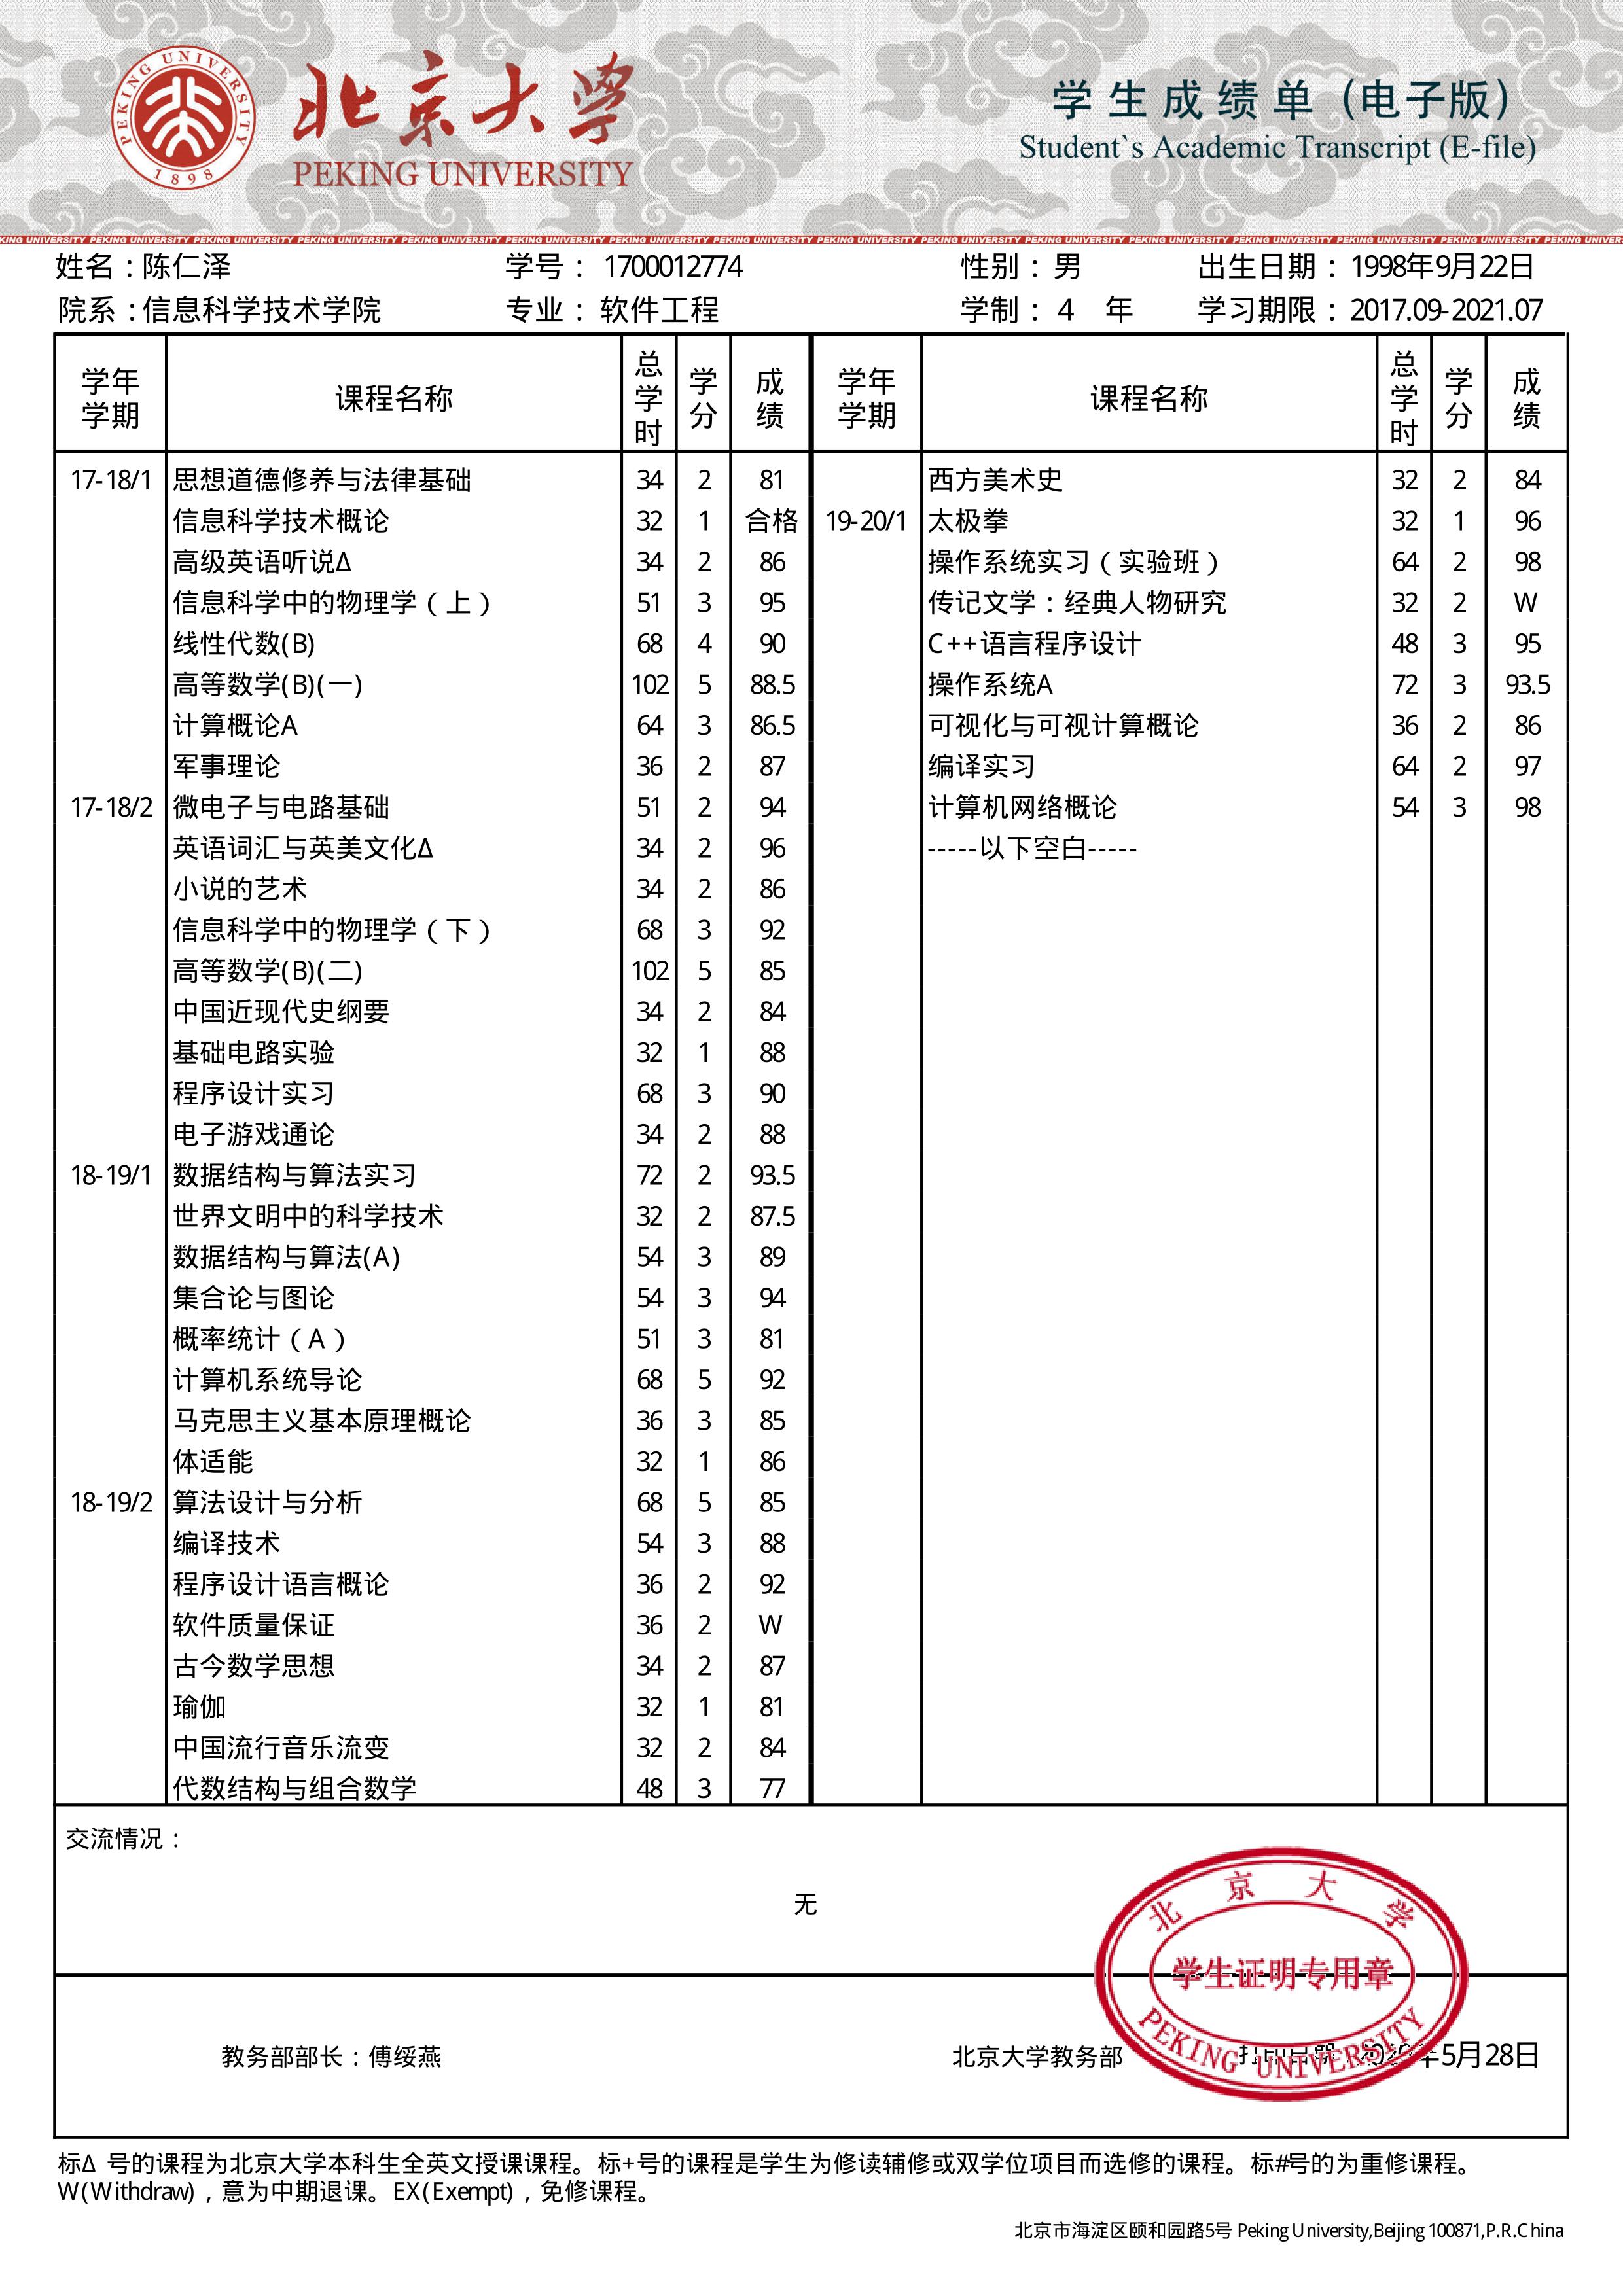 PEKING UNIVERSITY
1898
北京大学
PEKING UNIVERSITY
学生成绩单 (电子版)
Student`s Academic Transcript (E-file)
KING UNIVERSITY PEKING UNIVERSITY PEKING UNIVERSITY PEKING UNIVERSITY PEKING UNIVERSITY PEKING UNIVERSITY PEKING UNIVERSITY PEKING UNIVERSITY PEKING UNIVERSITY PEKING UNIVERSITY PEKING UNIVERSITY PEKING UNIVERSITY PEKING UNIVERSITY PEKING UNIVERSITY PEKING UNIVERSITY PEKING UNIVER
姓名：陈仁泽 学号： 1700012774 性别： 男 出生日期： 1998年9月22日
院系：信息科学技术学院 专业： 软件工程 学制： 4 年 学习期限： 2017.09-2021.07
学年学期 课程名称 总学时 学分 成绩 学年学期 课程名称 总学时 学分 成绩
17-18/1 思想道德修养与法律基础 34 2 81
信息科学技术概论 32 1 合格
高级英语听说Δ 34 2 86
信息科学中的物理学（上） 51 3 95
线性代数(B) 68 4 90
高等数学(B)(一) 102 5 88.5
计算概论A 64 3 86.5
军事理论 36 2 87
17-18/2 微电子与电路基础 51 2 94
英语词汇与英美文化Δ 34 2 96
小说的艺术 34 2 86
信息科学中的物理学（下） 68 3 92
高等数学(B)(二) 102 5 85
中国近现代史纲要 34 2 84
基础电路实验 32 1 88
程序设计实习 68 3 90
电子游戏通论 34 2 88
18-19/1 数据结构与算法实习 72 2 93.5
世界文明中的科学技术 32 2 87.5
数据结构与算法(A) 54 3 89
集合论与图论 54 3 94
概率统计（A） 51 3 81
计算机系统导论 68 5 92
马克思主义基本原理概论 36 3 85
体适能 32 1 86
18-19/2 算法设计与分析 68 5 85
编译技术 54 3 88
程序设计语言概论 36 2 92
软件质量保证 36 2 W
古今数学思想 34 2 87
瑜伽 32 1 81
中国流行音乐流变 32 2 84
代数结构与组合数学 48 3 77
西方美术史 32 2 84
19-20/1 太极拳 32 1 96
操作系统实习（实验班） 64 2 98
传记文学：经典人物研究 32 2 W
C++语言程序设计 48 3 95
操作系统A 72 3 93.5
可视化与可视计算概论 36 2 86
编译实习 64 2 97
计算机网络概论 54 3 98
-----以下空白-----
交流情况：
无
北京大学
学生证明专用章
PEKING UNIVERSITY
教务部部长：傅绥燕 北京大学教务部 年5月28日
标Δ 号的课程为北京大学本科生全英文授课课程。标+号的课程是学生为修读辅修或双学位项目而选修的课程。标#号的为重修课程。
W(Withdraw)，意为中期退课。EX(Exempt)，免修课程。
北京市海淀区颐和园路5号 Peking University,Beijing 100871,P.R.China